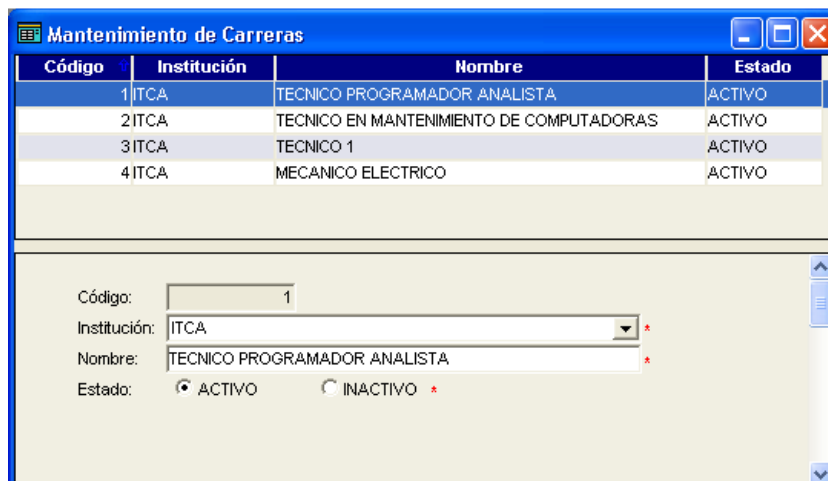 Mantenimiento de Carreras
Código Institución Nombre Estado
1 ITCA TECNICO PROGRAMADOR ANALISTA ACTIVO
2 ITCA TECNICO EN MANTENIMIENTO DE COMPUTADORAS ACTIVO
3 ITCA TECNICO 1 ACTIVO
4 ITCA MECANICO ELECTRICO ACTIVO
Código: 1
Institución: ITCA *
Nombre: TECNICO PROGRAMADOR ANALISTA *
Estado: ACTIVO INACTIVO *